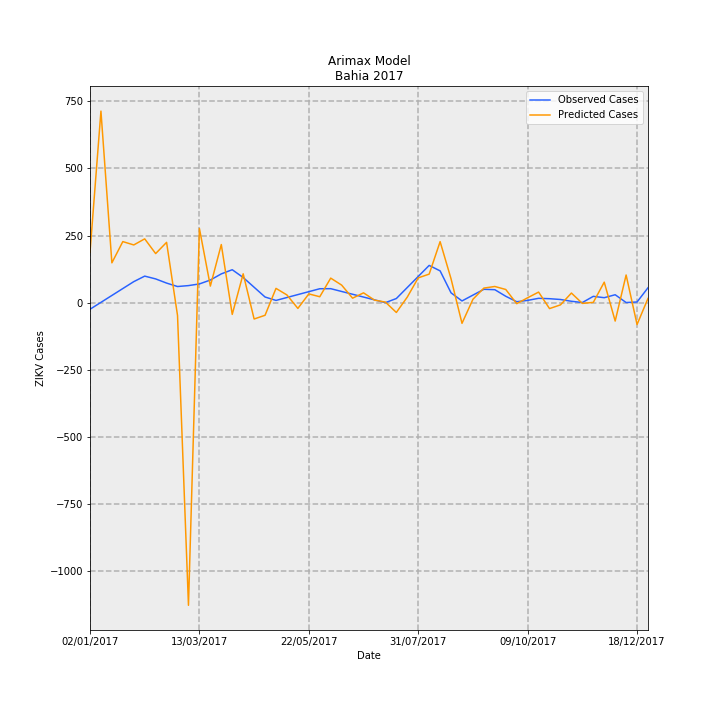 Arimax Model
Bahia 2017
Observed Cases
Predicted Cases
750
500
250
0
−250
−500
−750
−1000
ZIKV Cases
02/01/2017 13/03/2017 22/05/2017 31/07/2017 09/10/2017 18/12/2017
Date